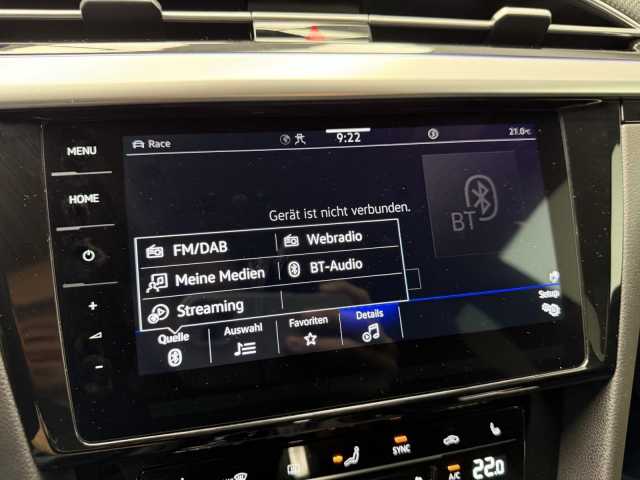 MENU
Race
9:22
21.0°C
HOME
BT
Gerät ist nicht verbunden.
FM/DAB
Webradio
Meine Medien
BT-Audio
Streaming
Setup
Quelle
Auswahl
Favoriten
Details
+
-
SYNC
A/C
22.0